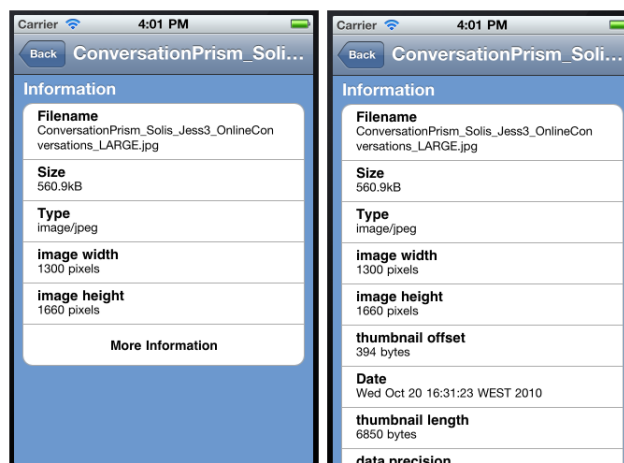 Carrier 4:01 PM
Back ConversationPrism_Soli...
Information
Filename
ConversationPrism_Solis_Jess3_OnlineCon
versations_LARGE.jpg
Size
560.9kB
Type
image/jpeg
image width
1300 pixels
image height
1660 pixels
More Information
Carrier 4:01 PM
Back ConversationPrism_Soli...
Information
Filename
ConversationPrism_Solis_Jess3_OnlineCon
versations_LARGE.jpg
Size
560.9kB
Type
image/jpeg
image width
1300 pixels
image height
1660 pixels
thumbnail offset
394 bytes
Date
Wed Oct 20 16:31:23 WEST 2010
thumbnail length
6850 bytes
data precision